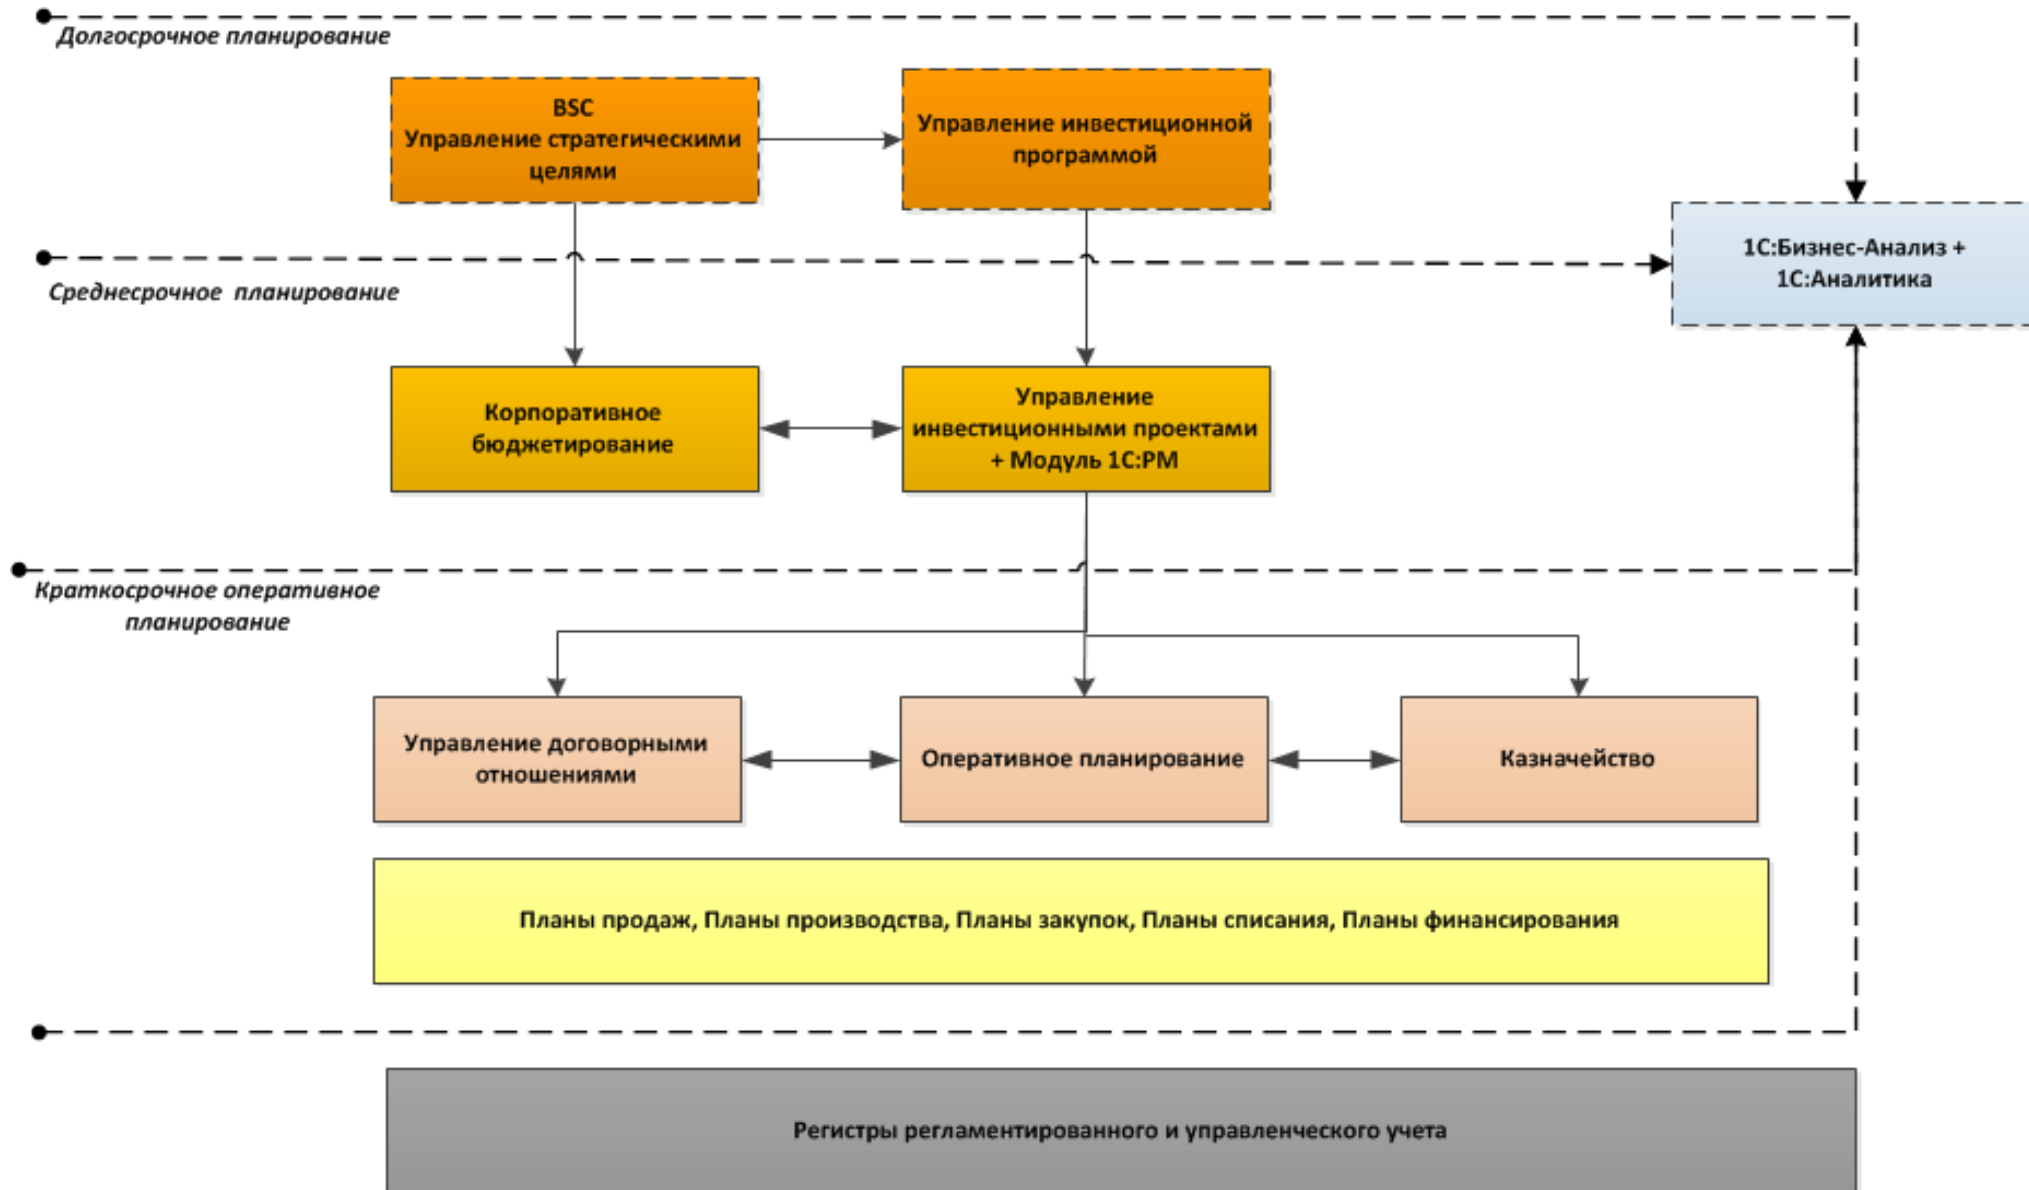 Долгосрочное планирование
BSC
Управление стратегическими
целями
Управление инвестиционной
программой
1С:Бизнес-Анализ +
1С:Аналитика
Среднесрочное планирование
Корпоративное
бюджетирование
Управление
инвестиционными проектами
+ Модуль 1С:РМ
Краткосрочное оперативное
планирование
Управление договорными
отношениями
Оперативное планирование
Казначейство
Планы продаж, Планы производства, Планы закупок, Планы списания, Планы финансирования
Регистры регламентированного и управленческого учета